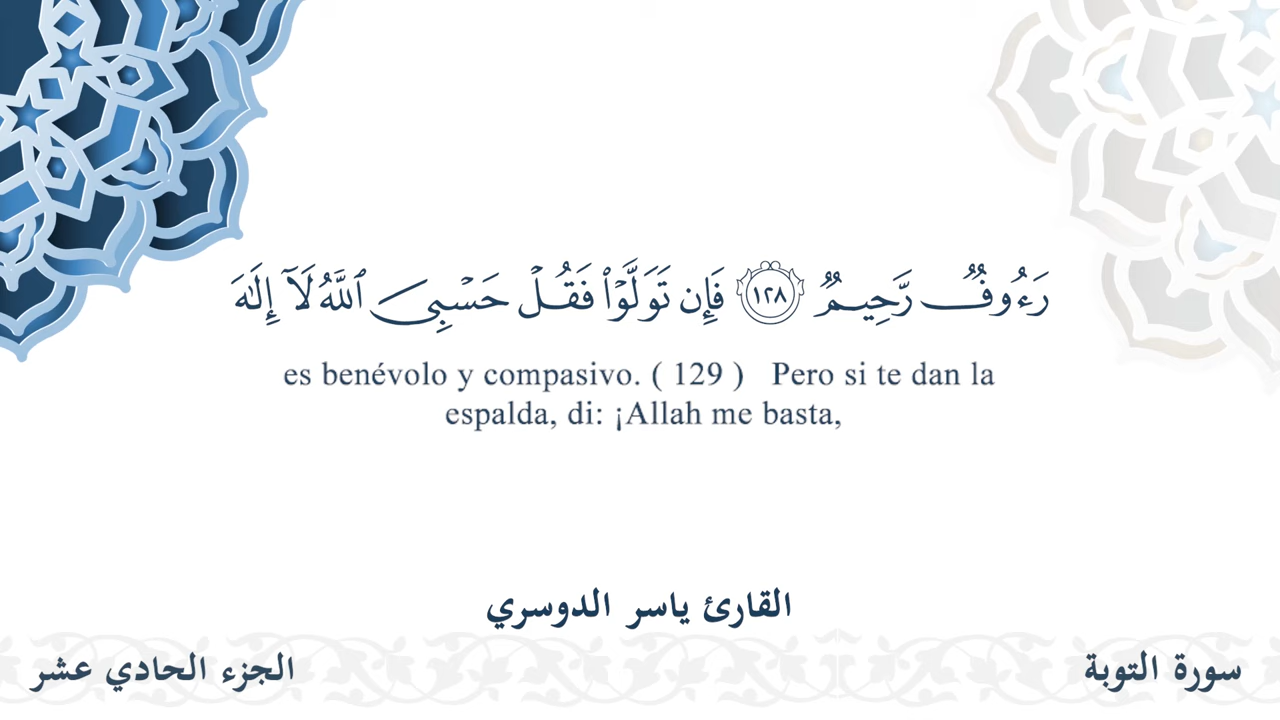 رَءُوفٌ رَّحِيمٌ ١٢٨ فَإِن تَوَلَّوْا۟ فَقُلْ حَسْبِىَ ٱللَّهُ لَآ إِلَٰهَ
es benévolo y compasivo. ( 129 ) Pero si te dan la
espalda, di: ¡Allah me basta,
القارئ ياسر الدوسري
سورة التوبة
الجزء الحادي عشر